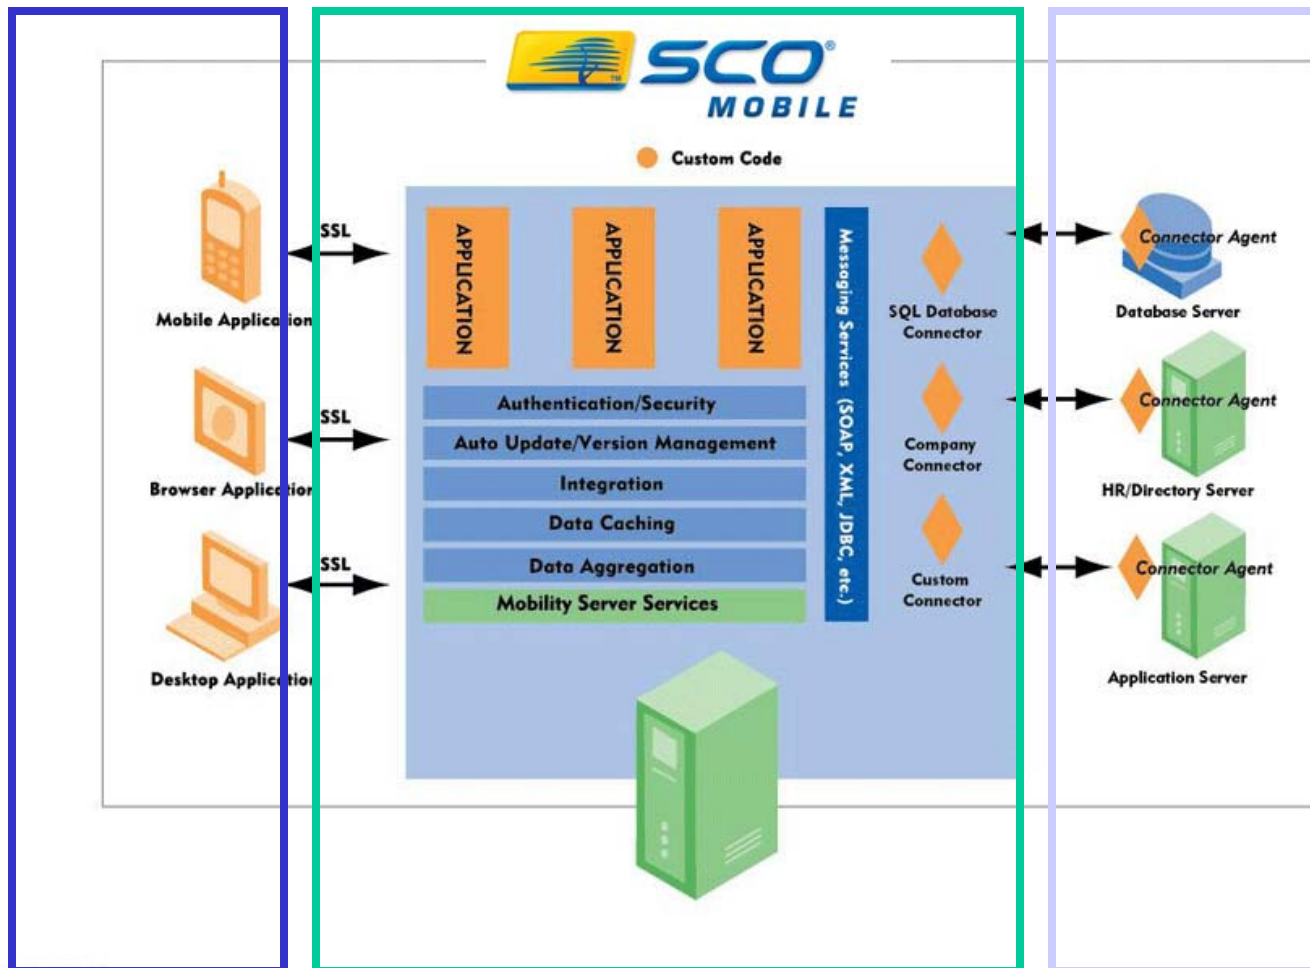 SCO®
MOBILE
TM
Custom Code
SSL
Mobile Application
SSL
Browser Application
SSL
Desktop Application
APPLICATION
APPLICATION
APPLICATION
Authentication/Security
Auto Update/Version Management
Integration
Data Caching
Data Aggregation
Mobility Server Services
Messaging Services (SOAP, XML, JDBC, etc.)
SQL Database
Connector
Company
Connector
Custom
Connector
Connector Agent
Database Server
Connector Agent
HR/Directory Server
Connector Agent
Application Server